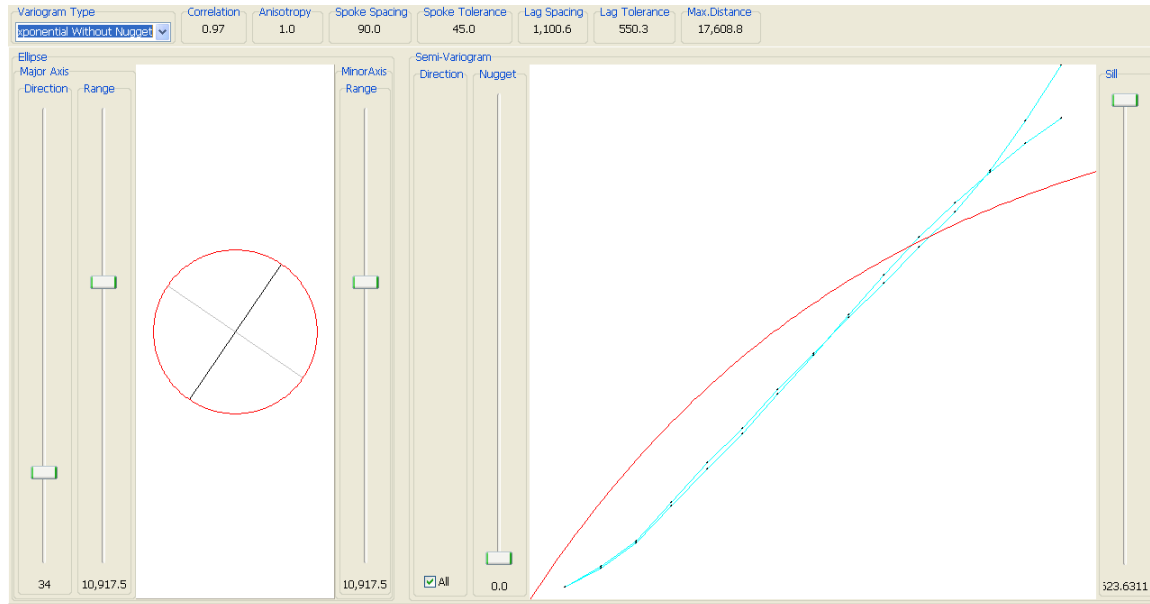 Variogram Type
xponential Without Nugget
Correlation
0.97
Anisotropy
1.0
Spoke Spacing
90.0
Spoke Tolerance
45.0
Lag Spacing
1,100.6
Lag Tolerance
550.3
Max.Distance
17,608.8
Ellipse
Major Axis
Direction
34
Range
10,917.5
MinorAxis
Range
10,917.5
Semi-Variogram
Direction
All
Nugget
0.0
Sill
523.6311